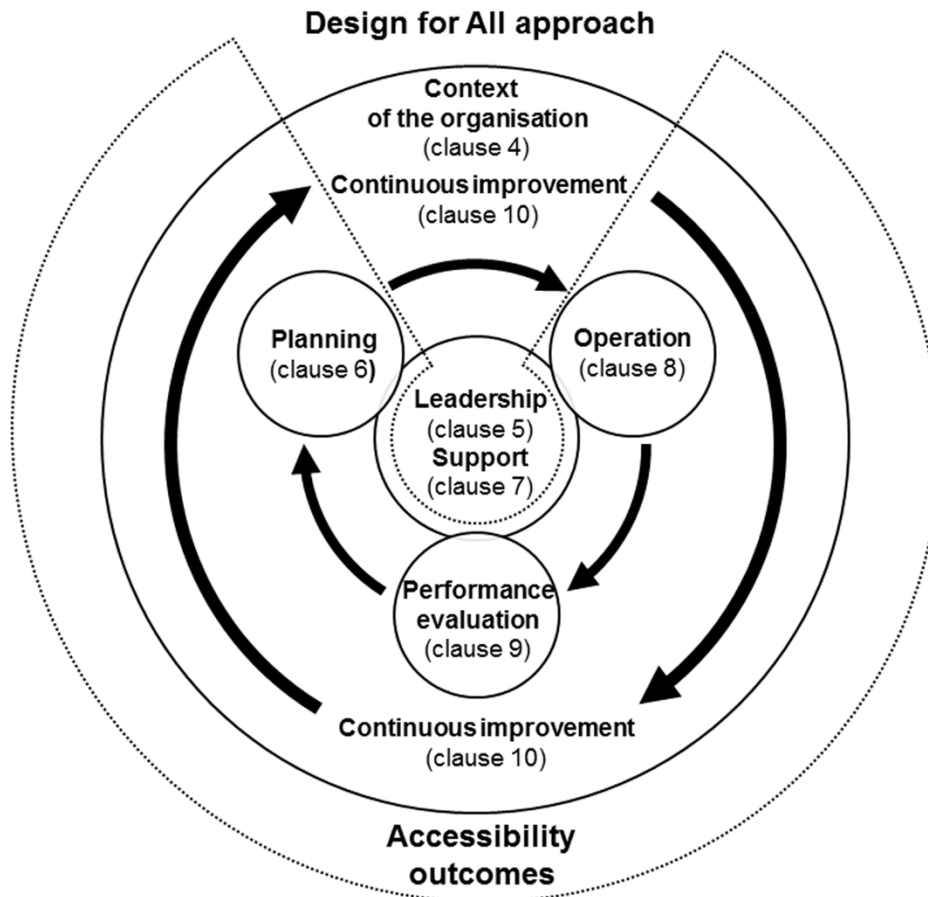 Design for All approach
Context
of the organisation
(clause 4)
Continuous improvement
(clause 10)
Planning
(clause 6)
Operation
(clause 8)
Leadership
(clause 5)
Support
(clause 7)
Performance
evaluation
(clause 9)
Continuous improvement
(clause 10)
Accessibility
outcomes